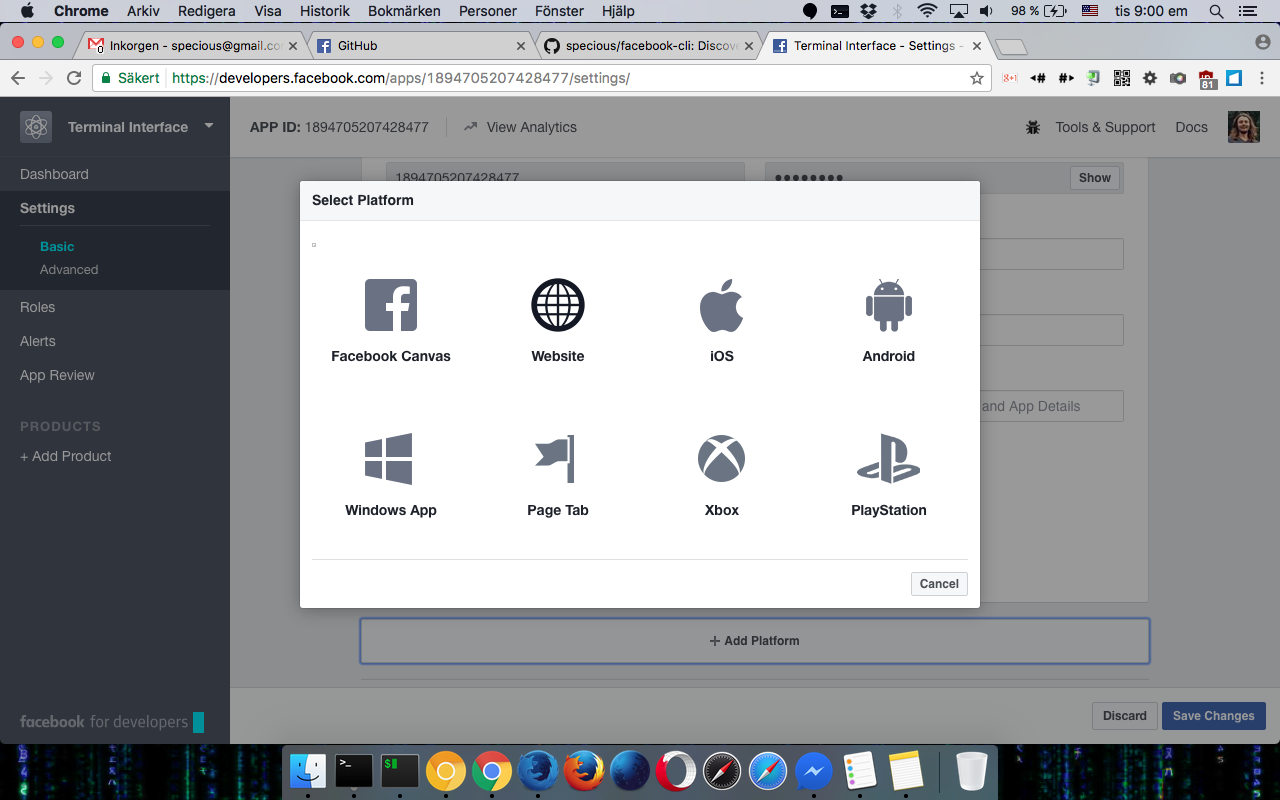 Chrome Arkiv Redigera Visa Historik Bokmärken Personer Fönster Hjälp 98 % tis 9:00 em
Inkorgen - specious@gmail.co
GitHub
specious/facebook-cli: Discove
Terminal Interface - Settings -
Säkert https://developers.facebook.com/apps/1894705207428477/settings/
81
Terminal Interface
APP ID: 1894705207428477
View Analytics
Tools & Support
Docs
Dashboard
Settings
Basic
Advanced
Roles
Alerts
App Review
PRODUCTS
+ Add Product
facebook for developers
1894705207428477
●●●●●●●●
Show
Select Platform
Facebook Canvas
Website
iOS
Android
Windows App
Page Tab
Xbox
PlayStation
Cancel
and App Details
+ Add Platform
Discard
Save Changes
>_
$